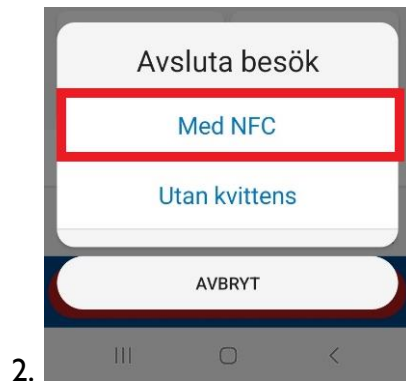 Avsluta besök
Med NFC
Utan kvittens
AVBRYT
2.